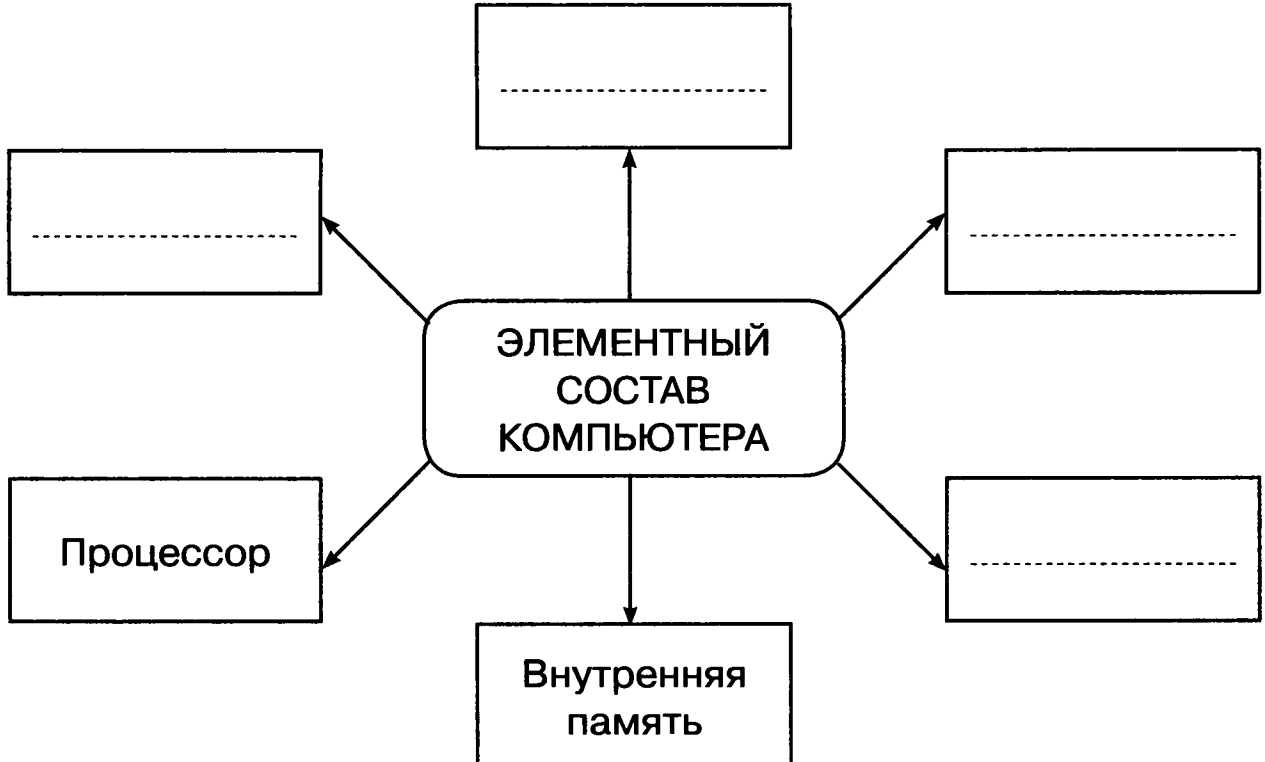 ЭЛЕМЕНТНЫЙ
СОСТАВ
КОМПЬЮТЕРА
Процессор
Внутренняя
память